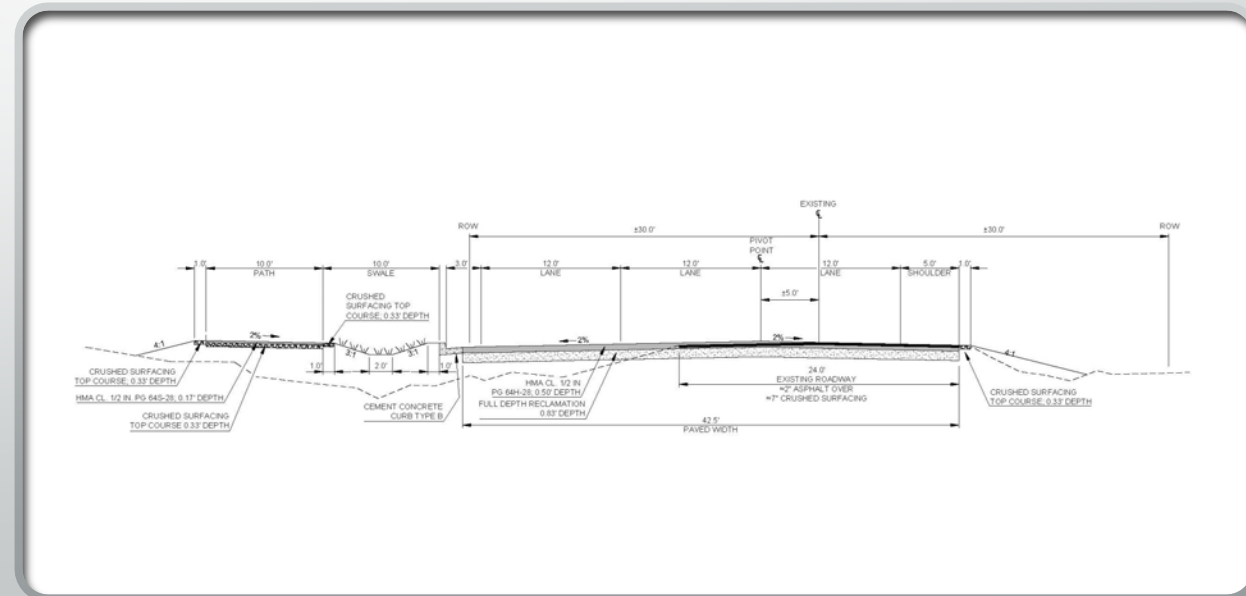 EXISTING
℄
ROW
ROW
±30.0'
±30.0'
PIVOT
POINT
℄
1.0'
10.0'
PATH
10.0'
SWALE
3.0'
12.0'
LANE
12.0'
LANE
12.0'
LANE
5.0'
SHOULDER
1.0'
±5.0'
CRUSHED
SURFACING TOP
COURSE; 0.33' DEPTH
2%
2%
2%
4:1
3:1
3:1
4:1
1.0'
2.0'
1.0'
CRUSHED SURFACING
TOP COURSE; 0.33' DEPTH
HMA CL. 1/2 IN. PG 64S-28; 0.17' DEPTH
CRUSHED SURFACING
TOP COURSE 0.33' DEPTH
CEMENT CONCRETE
CURB TYPE B
HMA CL. 1/2 IN
PG 64H-28; 0.50' DEPTH
FULL DEPTH RECLAMATION
0.83' DEPTH
24.0'
EXISTING ROADWAY
≈2" ASPHALT OVER
≈7" CRUSHED SURFACING
CRUSHED SURFACING
TOP COURSE; 0.33' DEPTH
42.5'
PAVED WIDTH